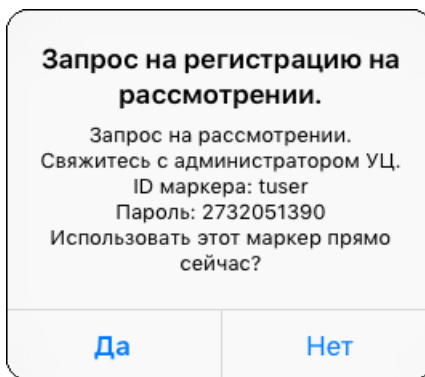 Запрос на регистрацию на
рассмотрении.
Запрос на рассмотрении.
Свяжитесь с администратором УЦ.
ID маркера: tuser
Пароль: 2732051390
Использовать этот маркер прямо
сейчас?
Да
Нет